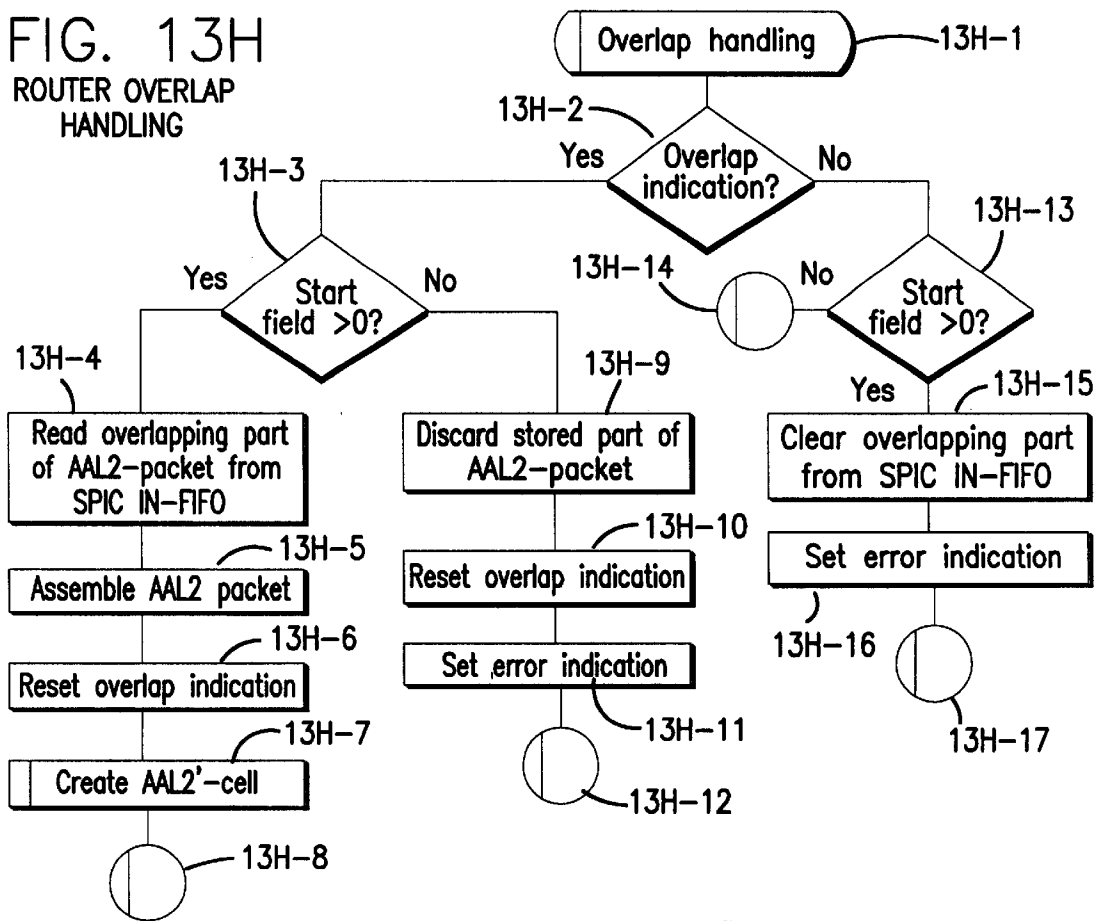 FIG. 13H
ROUTER OVERLAP
HANDLING
Overlap handling
13H-1
13H-2
Overlap
indication?
Yes
No
13H-3
Start
field >0?
Yes
No
13H-13
Start
field >0?
No
Yes
13H-14
13H-4
Read overlapping part
of AAL2-packet from
SPIC IN-FIFO
13H-5
Assemble AAL2 packet
13H-6
Reset overlap indication
13H-7
Create AAL2'-cell
13H-8
13H-9
Discard stored part of
AAL2-packet
13H-10
Reset overlap indication
Set error indication
13H-11
13H-12
13H-15
Clear overlapping part
from SPIC IN-FIFO
Set error indication
13H-16
13H-17